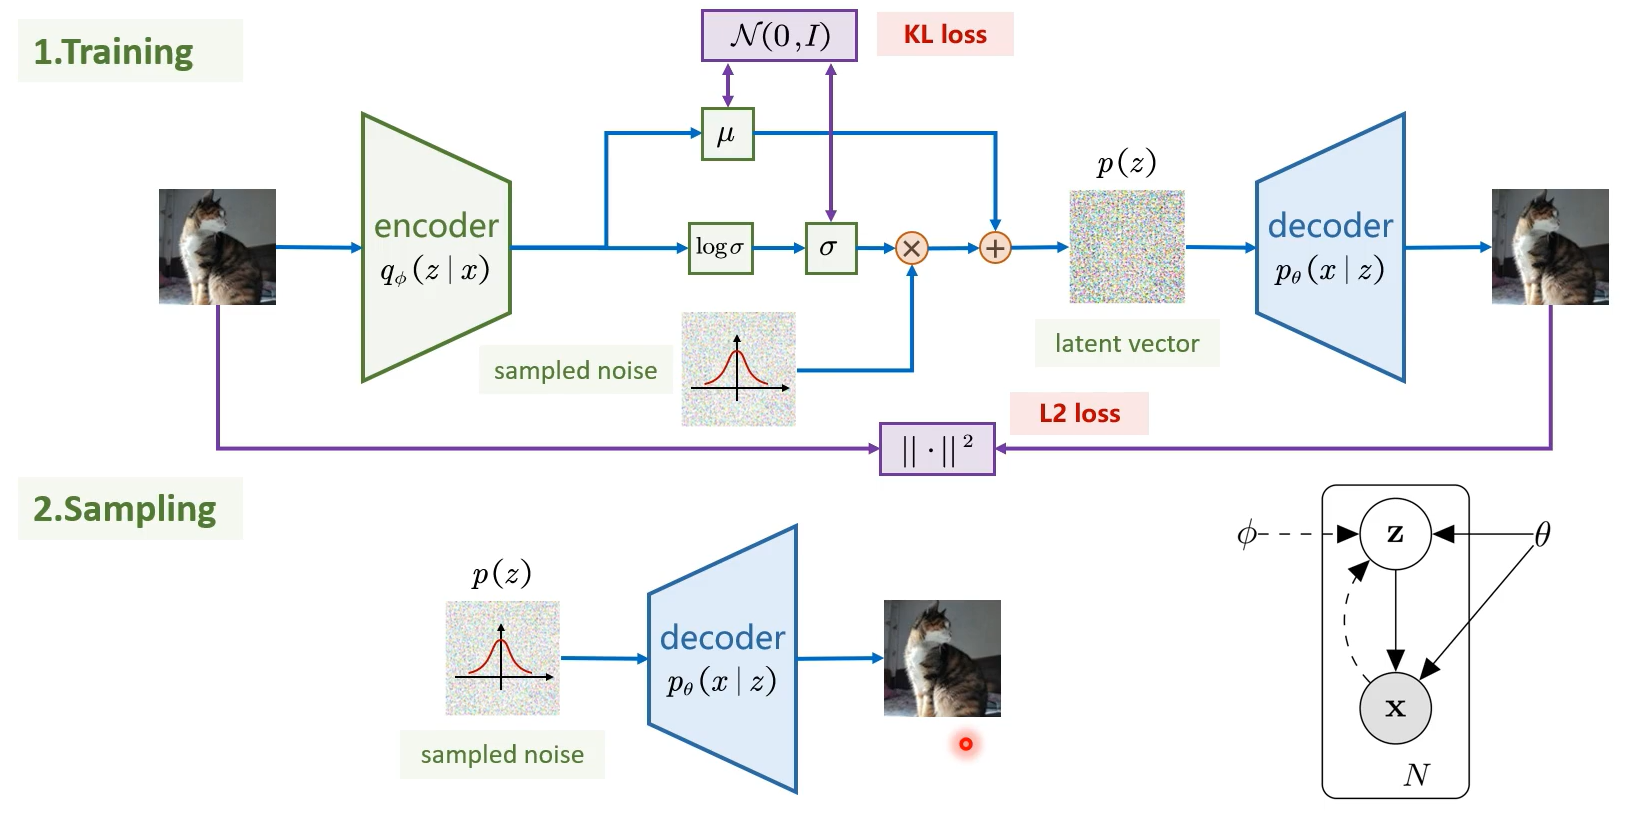 1.Training
𝒩(0,I)
KL loss
μ
p(z)
encoder
q_ϕ(z|x)
log σ
σ
×
+
decoder
p_θ(x|z)
sampled noise
latent vector
L2 loss
||·||²
2.Sampling
p(z)
decoder
p_θ(x|z)
sampled noise
ϕ
z
θ
x
N